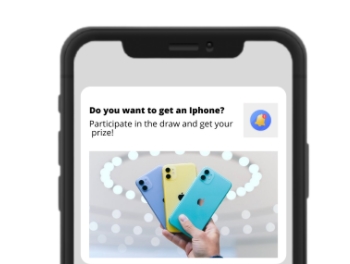 Do you want to get an Iphone?
Participate in the draw and get your
prize!